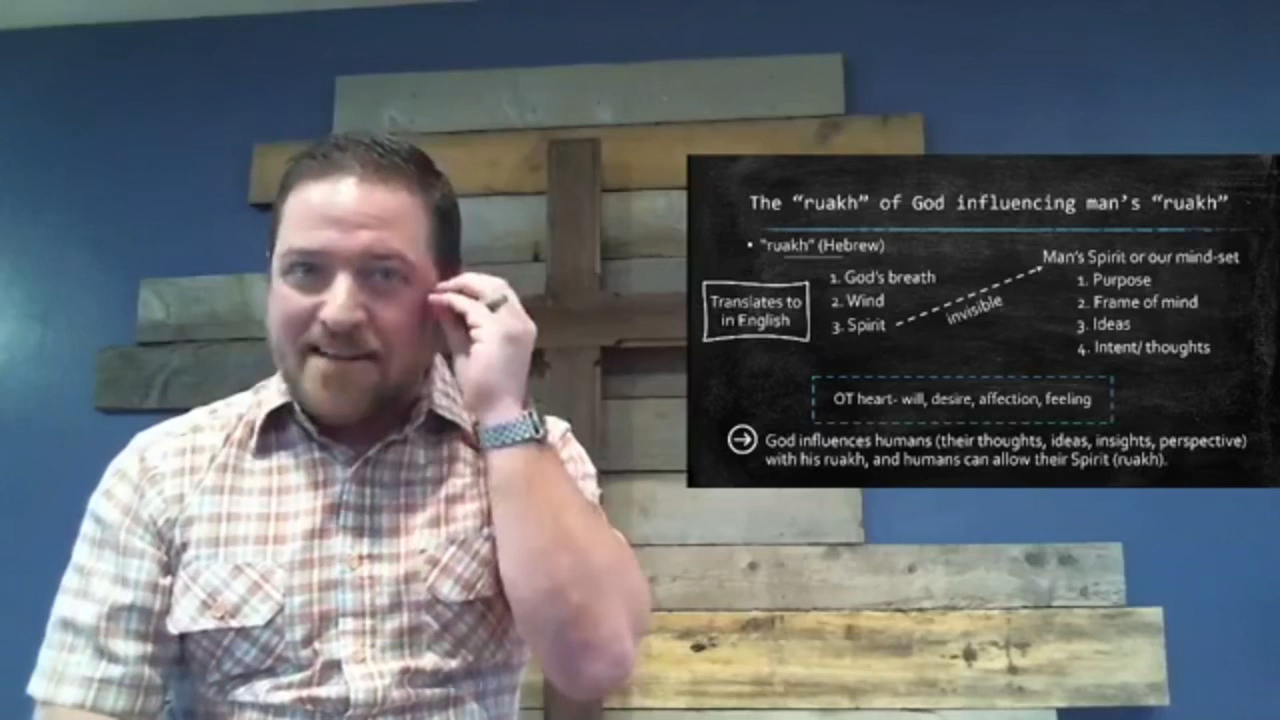 The “ruakh” of God influencing man’s “ruakh”
• “ruakh” (Hebrew)
Translates to
in English
1. God’s breath
2. Wind
3. Spirit
invisible
Man’s Spirit or our mind-set
1. Purpose
2. Frame of mind
3. Ideas
4. Intent/ thoughts
OT heart- will, desire, affection, feeling
God influences humans (their thoughts, ideas, insights, perspective)
with his ruakh, and humans can allow their Spirit (ruakh).